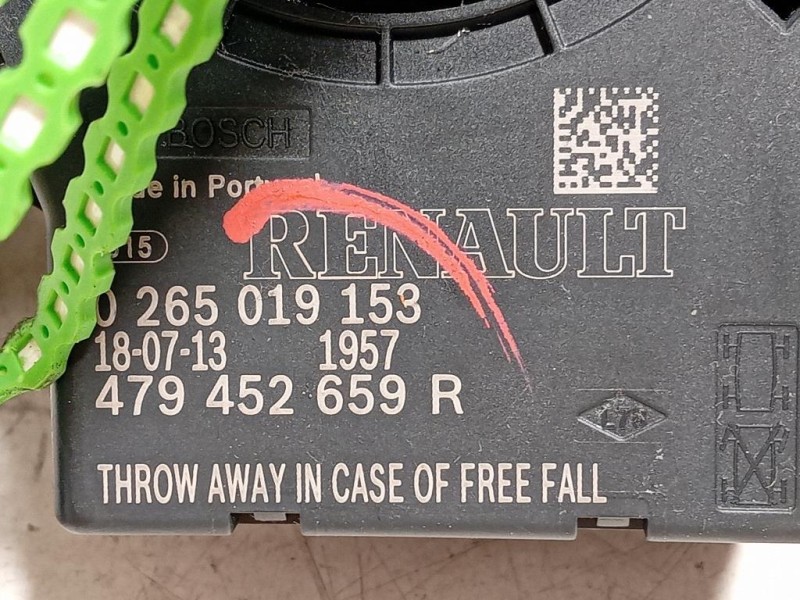 BOSCH
in
RENAULT
0 265 019 153
18-07-13 1957
479 452 659 R
THROW AWAY IN CASE OF FREE FALL